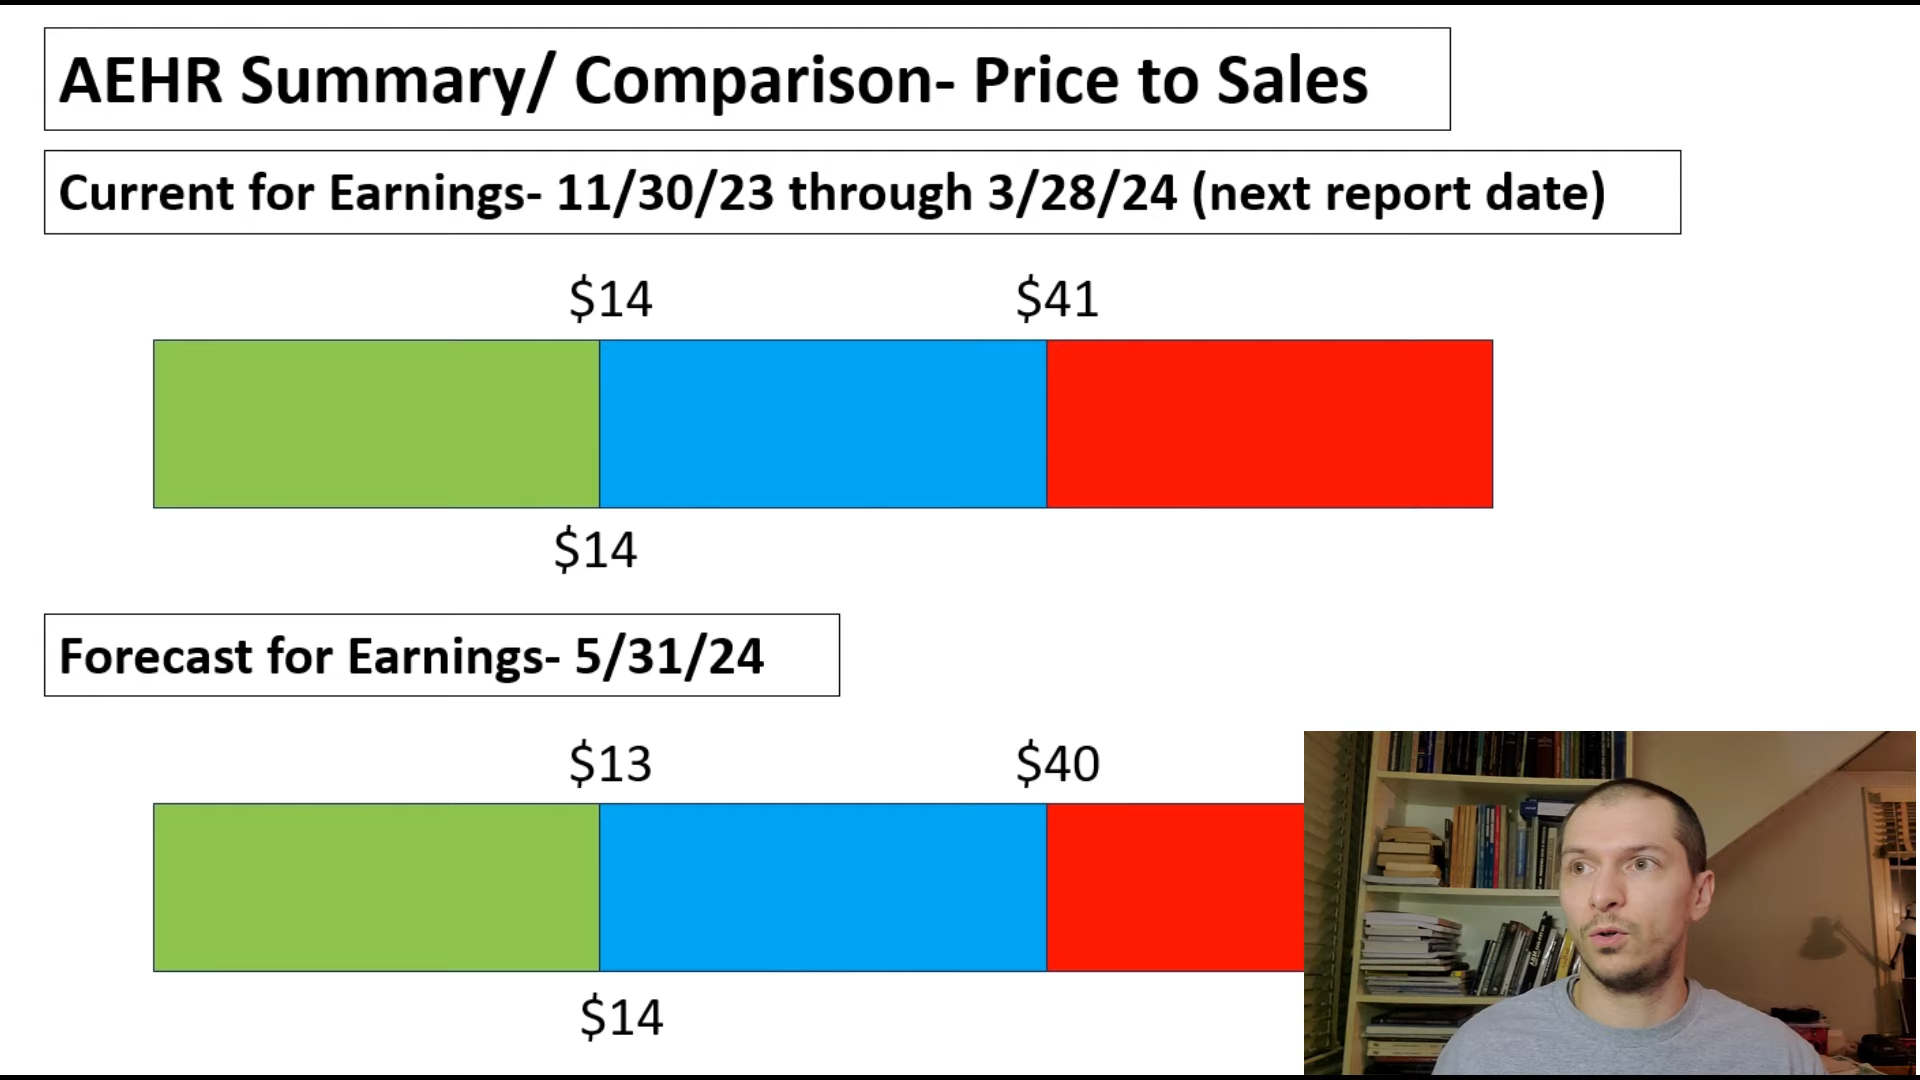 AEHR Summary/ Comparison- Price to Sales
Current for Earnings- 11/30/23 through 3/28/24 (next report date)
$14 $41
$14
Forecast for Earnings- 5/31/24
$13 $40
$14